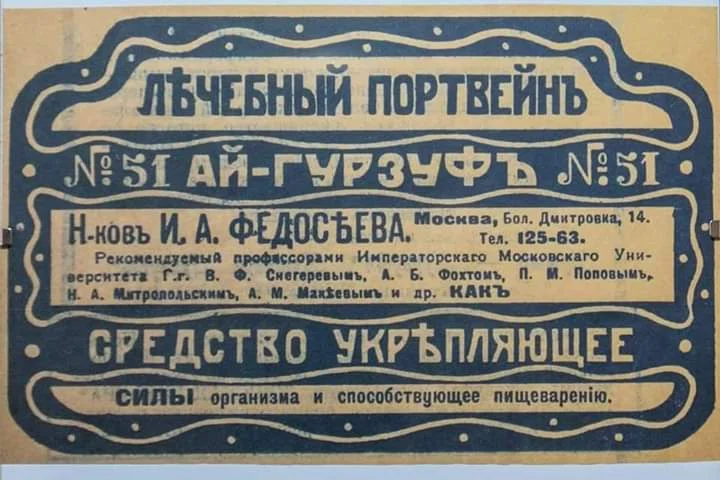 ЛѢЧЕБНЫЙ ПОРТВЕЙНЪ
№51 АЙ-ГУРЗУФЪ №51
Н-ковъ И. А. ФЕДОСѢЕВА. Москва, Бол. Дмитровка, 14.
Тел. 125-63.
Рекомендуемый профессорами Императорскаго Московскаго Уни-
верситета Г.г. В. Ф. Снегеревымъ, А. Б. Фохтомъ, П. М. Поповымъ,
Н. А. Митропольскимъ, А. М. Макѣевымъ и др. КАКЪ
СРЕДСТВО УКРѢПЛЯЮЩЕЕ
СИЛЫ организма и способствующее пищеваренію.